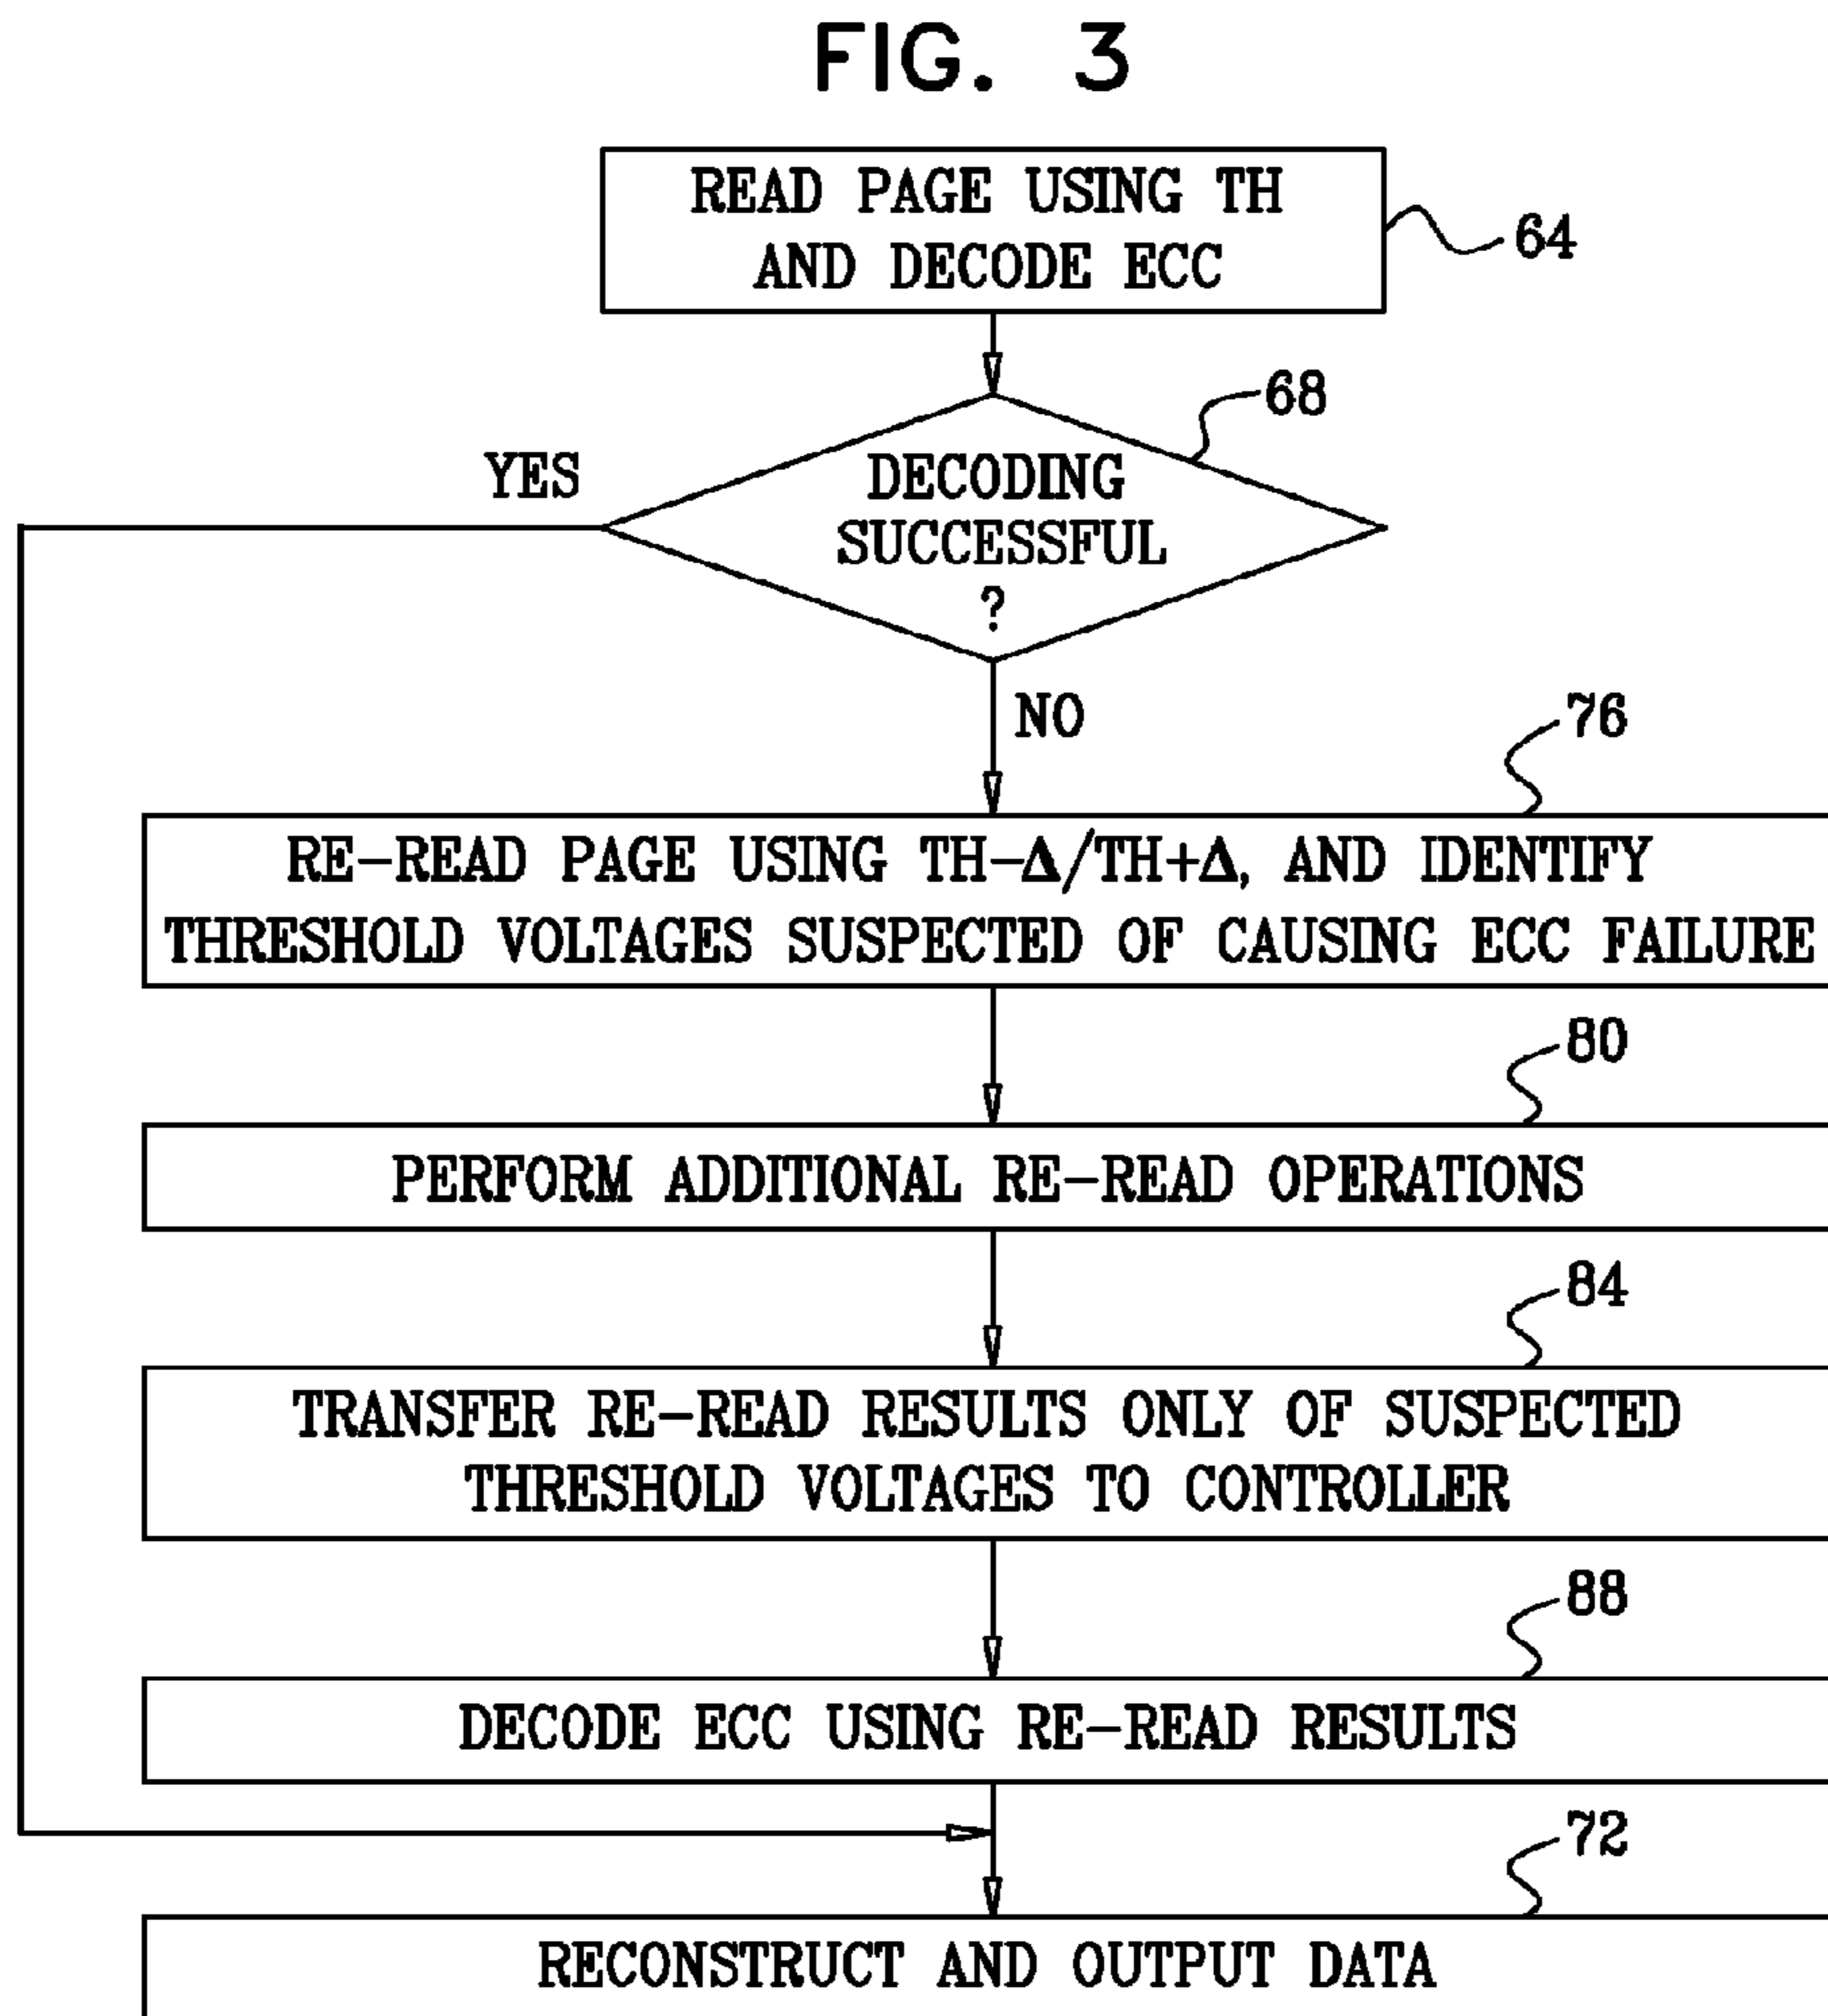 FIG. 3
READ PAGE USING TH
AND DECODE ECC
64
68
YES
DECODING
SUCCESSFUL
?
NO
76
RE-READ PAGE USING TH-Δ/TH+Δ, AND IDENTIFY
THRESHOLD VOLTAGES SUSPECTED OF CAUSING ECC FAILURE
80
PERFORM ADDITIONAL RE-READ OPERATIONS
84
TRANSFER RE-READ RESULTS ONLY OF SUSPECTED
THRESHOLD VOLTAGES TO CONTROLLER
88
DECODE ECC USING RE-READ RESULTS
72
RECONSTRUCT AND OUTPUT DATA